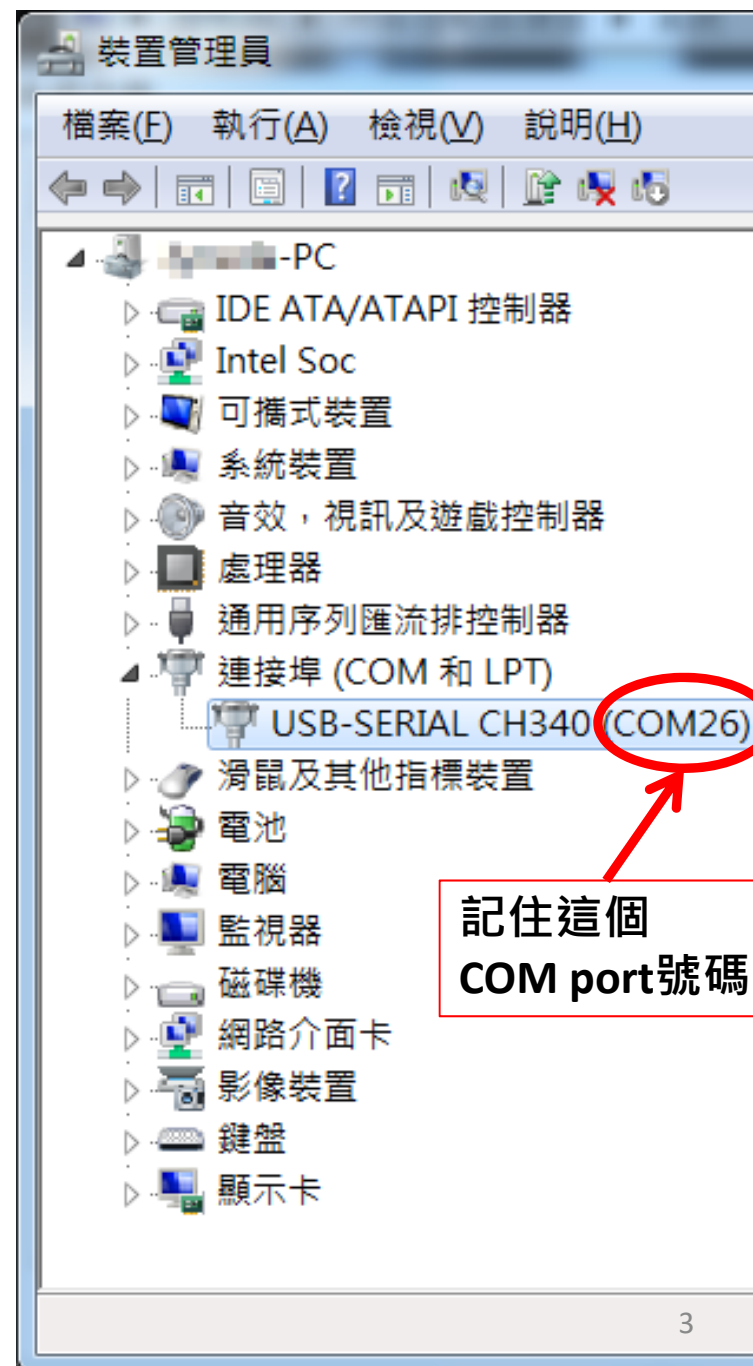 裝置管理員
檔案(F) 執行(A) 檢視(V) 說明(H)
-PC
IDE ATA/ATAPI 控制器
Intel Soc
可攜式裝置
系統裝置
音效，視訊及遊戲控制器
處理器
通用序列匯流排控制器
連接埠 (COM 和 LPT)
USB-SERIAL CH340 (COM26)
滑鼠及其他指標裝置
電池
電腦
監視器
磁碟機
網路介面卡
影像裝置
鍵盤
顯示卡
記住這個
COM port號碼
3